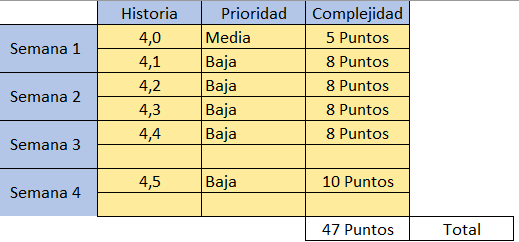 Historia Prioridad Complejidad
Semana 1 4,0 Media 5 Puntos
4,1 Baja 8 Puntos
Semana 2 4,2 Baja 8 Puntos
4,3 Baja 8 Puntos
Semana 3 4,4 Baja 8 Puntos
Semana 4 4,5 Baja 10 Puntos
47 Puntos Total